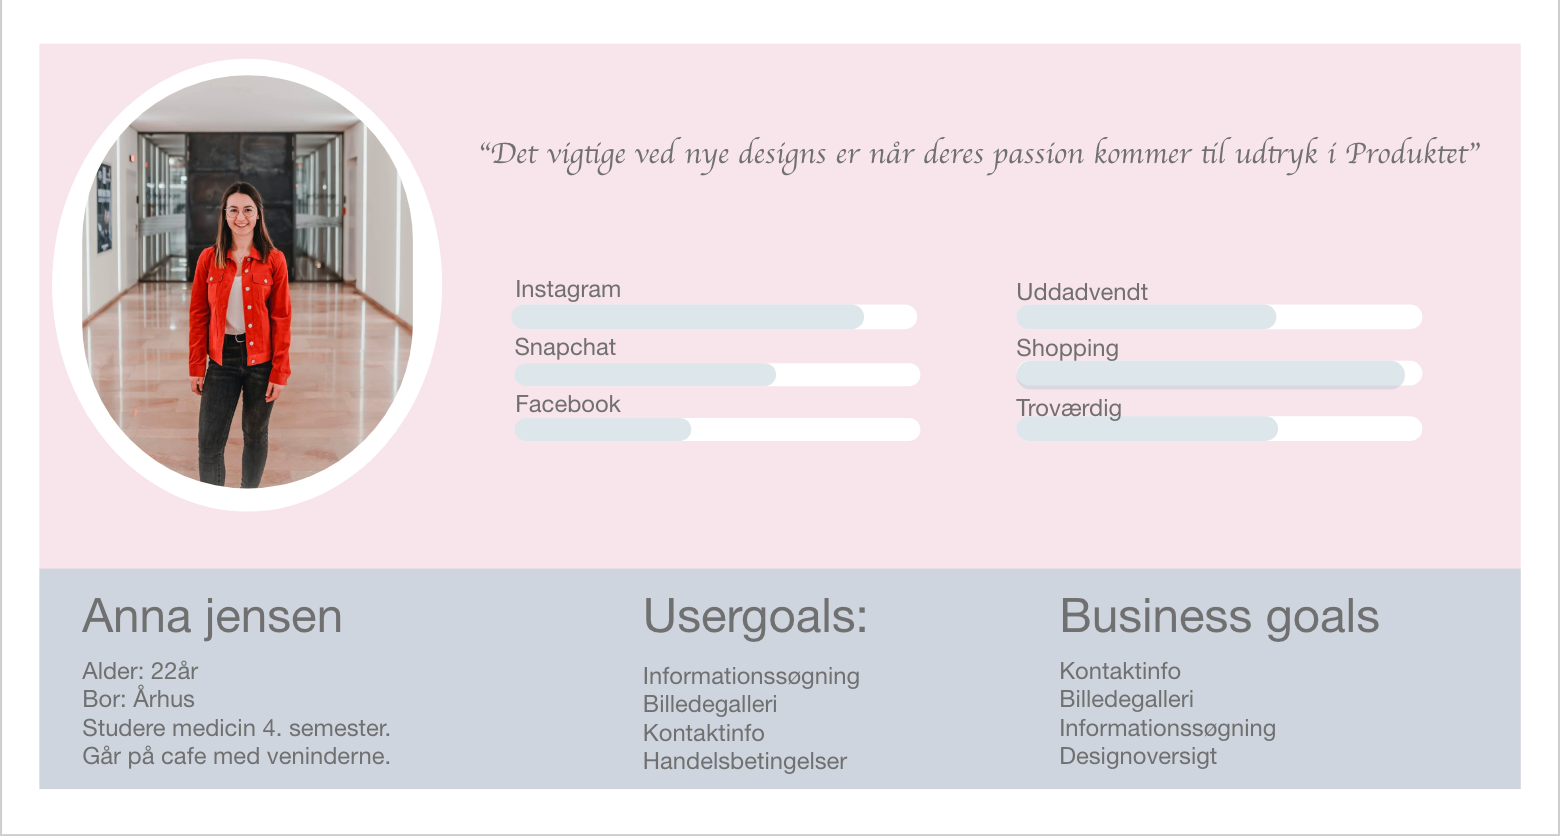 “Det vigtige ved nye designs er når deres passion kommer til udtryk i Produktet”
Instagram
Snapchat
Facebook
Uddadvendt
Shopping
Troværdig
Anna jensen
Alder: 22år
Bor: Århus
Studere medicin 4. semester.
Går på cafe med veninderne.
Usergoals:
Informationssøgning
Billedegalleri
Kontaktinfo
Handelsbetingelser
Business goals
Kontaktinfo
Billedegalleri
Informationssøgning
Designoversigt